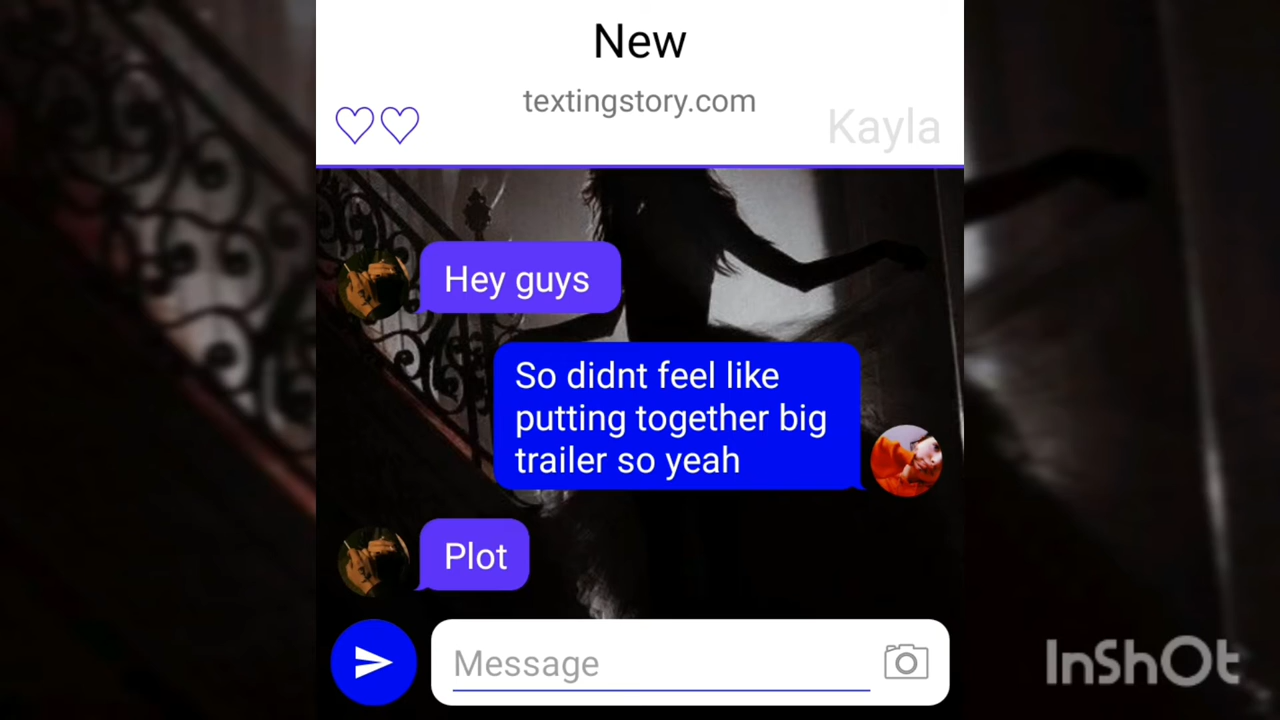 New
textingstory.com
Kayla
Hey guys
So didnt feel like
putting together big
trailer so yeah
Plot
Message
InShOt